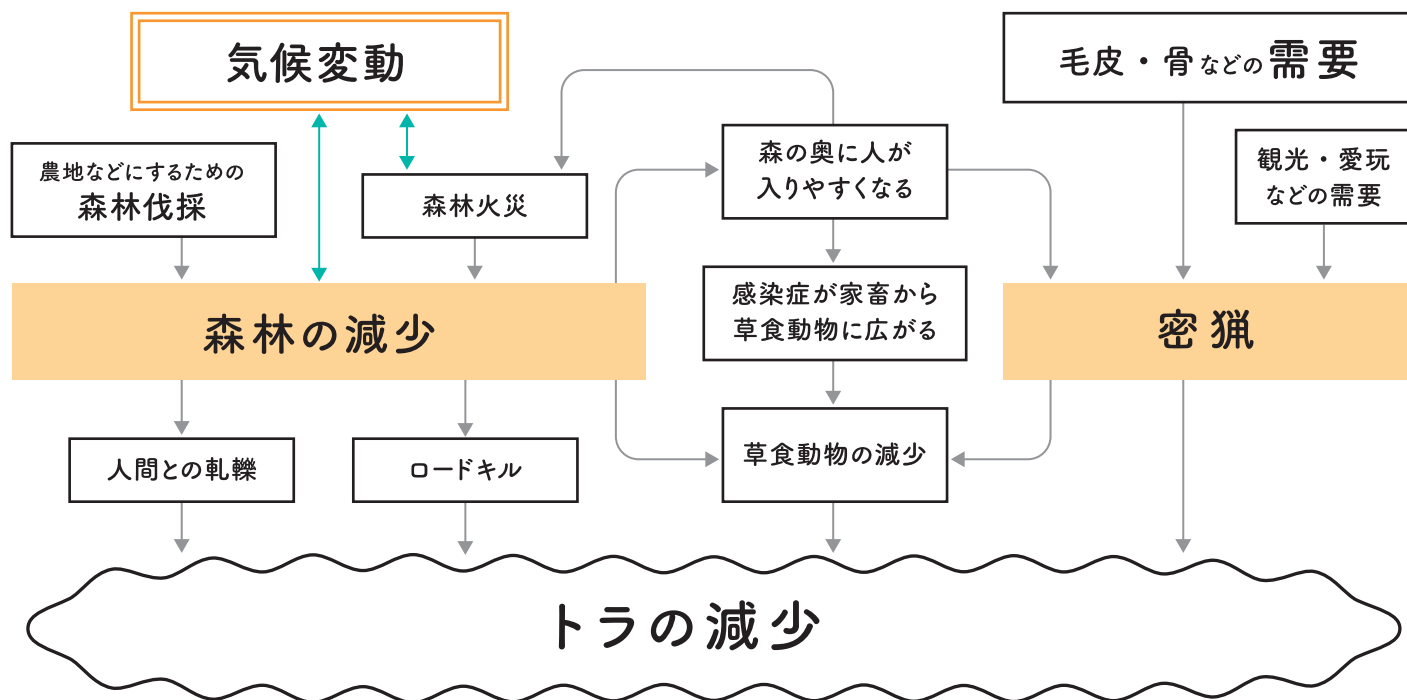 気候変動
毛皮・骨などの需要
森の奥に人が
入りやすくなる
観光・愛玩
などの需要
農地などにするための
森林伐採
森林火災
感染症が家畜から
草食動物に広がる
森林の減少
密猟
人間との軋轢
ロードキル
草食動物の減少
トラの減少